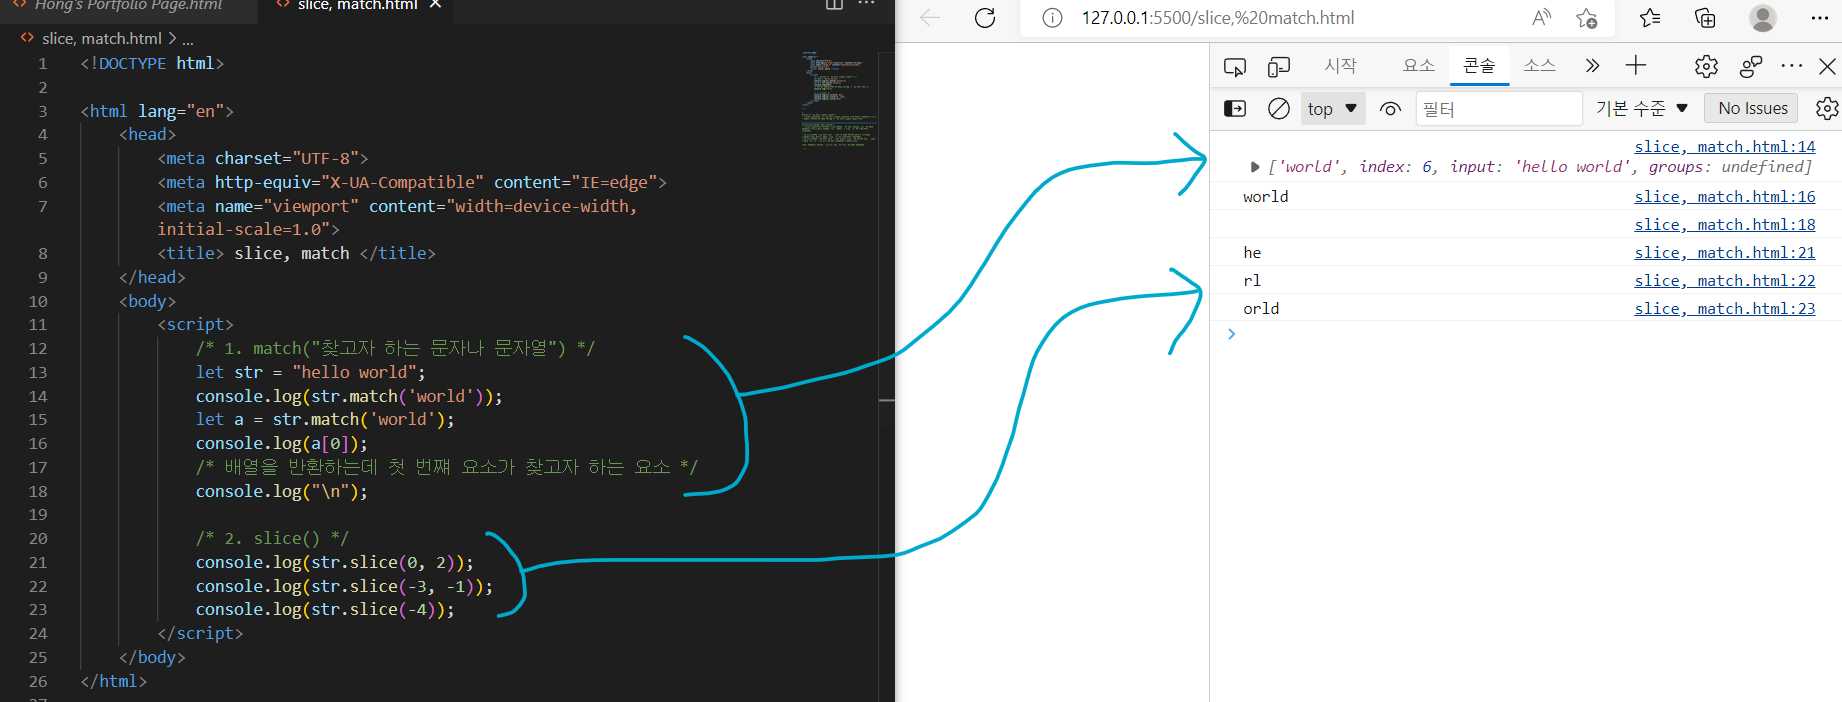 Hong's Portfolio Page.html
slice, match.html
slice, match.html > ...
1 <!DOCTYPE html>
2
3 <html lang="en">
4 <head>
5 <meta charset="UTF-8">
6 <meta http-equiv="X-UA-Compatible" content="IE=edge">
7 <meta name="viewport" content="width=device-width,
initial-scale=1.0">
8 <title> slice, match </title>
9 </head>
10 <body>
11 <script>
12 /* 1. match("찾고자 하는 문자나 문자열") */
13 let str = "hello world";
14 console.log(str.match('world'));
15 let a = str.match('world');
16 console.log(a[0]);
17 /* 배열을 반환하는데 첫 번째 요소가 찾고자 하는 요소 */
18 console.log("\n");
19
20 /* 2. slice() */
21 console.log(str.slice(0, 2));
22 console.log(str.slice(-3, -1));
23 console.log(str.slice(-4));
24 </script>
25 </body>
26 </html>
27
127.0.0.1:5500/slice,%20match.html
시작 요소 콘솔 소스
top 필터 기본 수준 No Issues
slice, match.html:14
['world', index: 6, input: 'hello world', groups: undefined]
world slice, match.html:16
slice, match.html:18
he slice, match.html:21
rl slice, match.html:22
orld slice, match.html:23